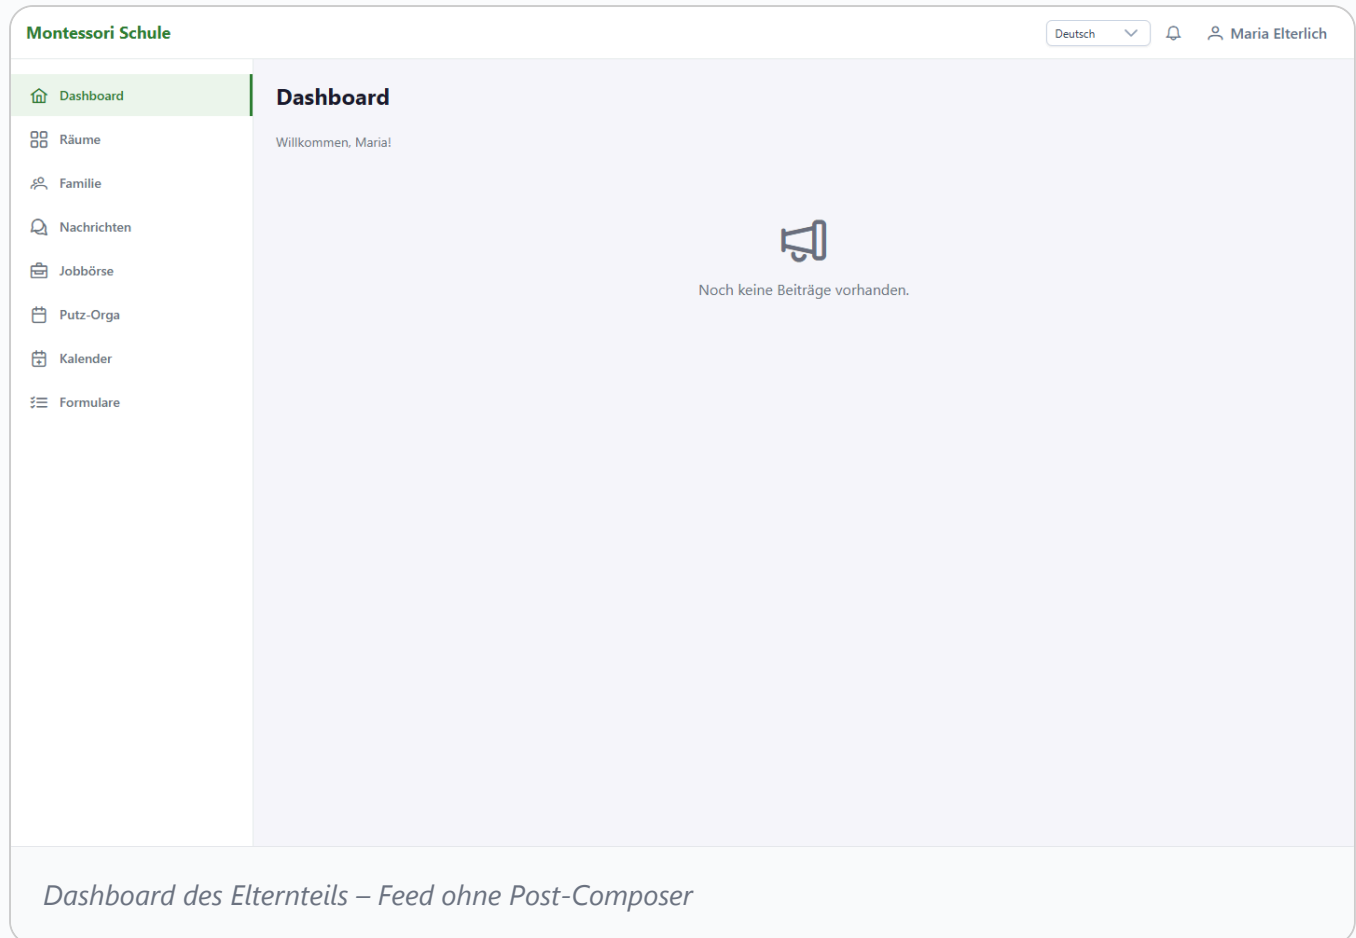 Montessori Schule
Deutsch
Maria Elterlich
Dashboard
Räume
Familie
Nachrichten
Jobbörse
Putz-Orga
Kalender
Formulare
Dashboard
Willkommen, Maria!
Noch keine Beiträge vorhanden.
Dashboard des Elternteils – Feed ohne Post-Composer